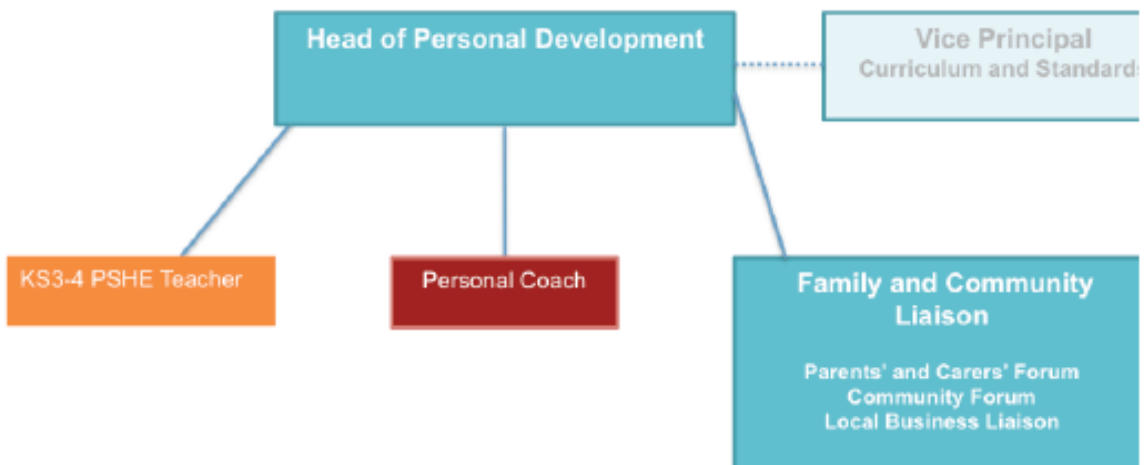 Head of Personal Development
Vice Principal
Curriculum and Standards
KS3-4 PSHE Teacher
Personal Coach
Family and Community
Liaison
Parents' and Carers' Forum
Community Forum
Local Business Liaison